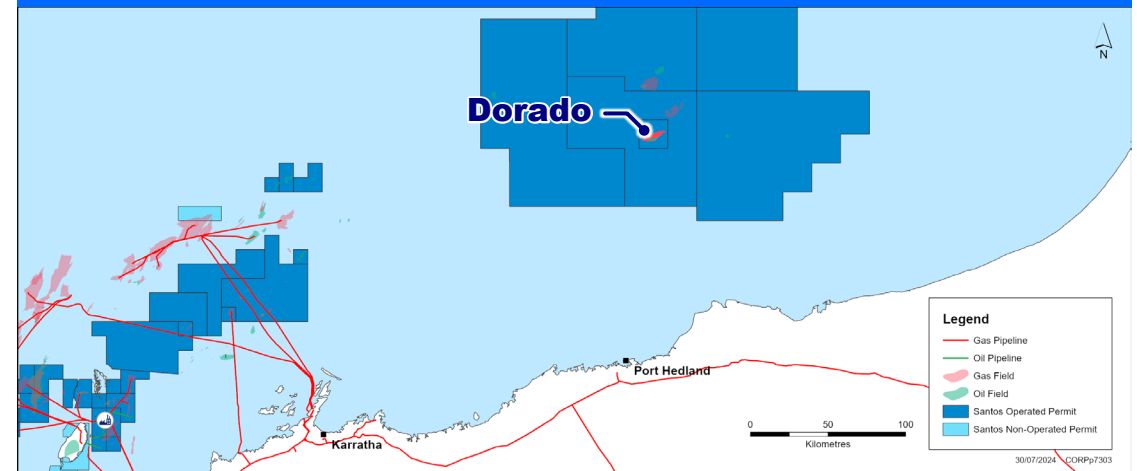 N
Dorado
Port Hedland
Karratha
Legend
Gas Pipeline
Oil Pipeline
Gas Field
Oil Field
Santos Operated Permit
Santos Non-Operated Permit
0 50 100
Kilometres
30/07/2024 CORPp7303